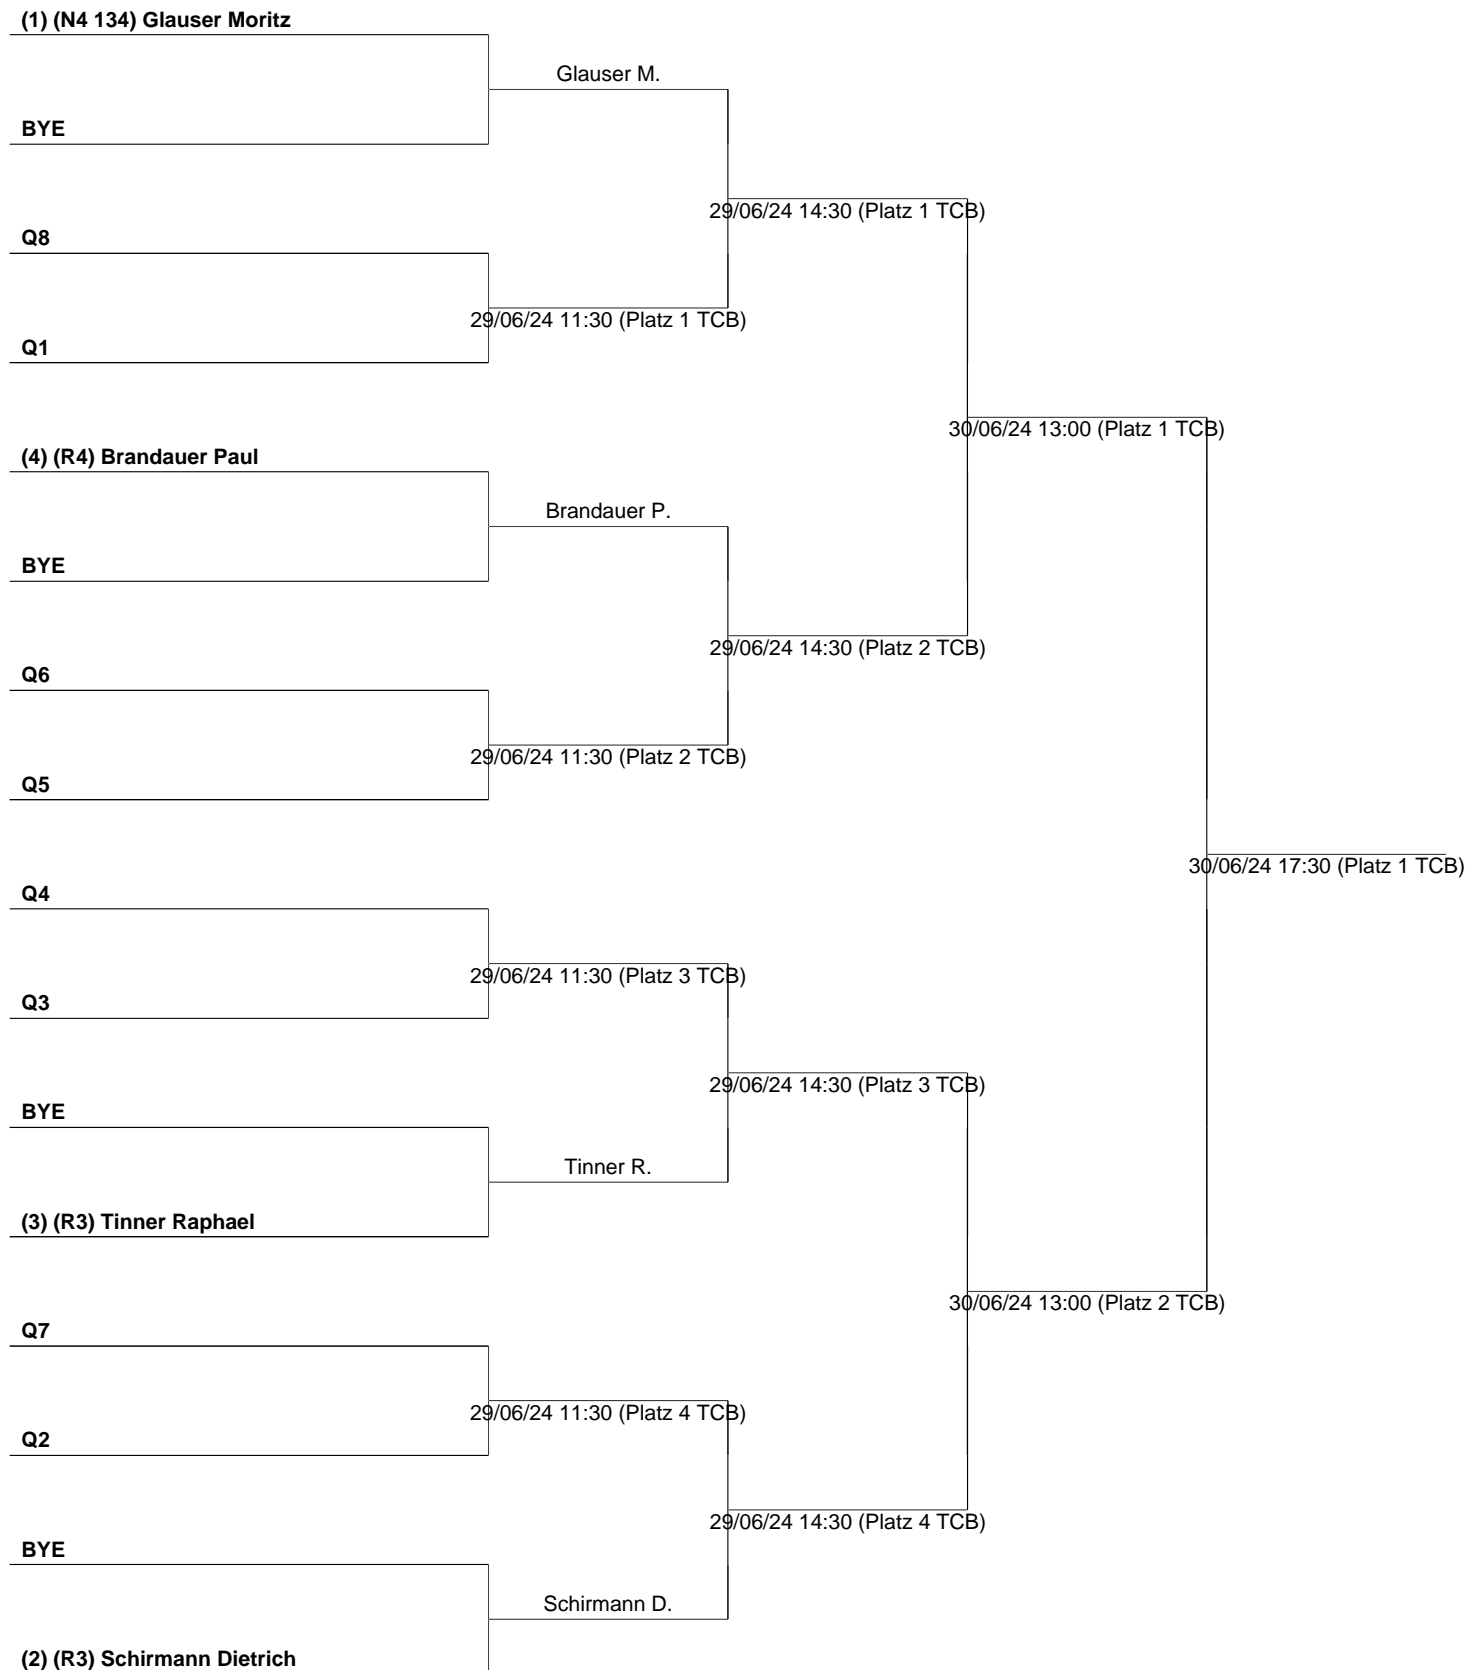 (1) (N4 134) Glauser Moritz
Glauser M.
BYE
29/06/24 14:30 (Platz 1 TCB)
Q8
29/06/24 11:30 (Platz 1 TCB)
Q1
30/06/24 13:00 (Platz 1 TCB)
(4) (R4) Brandauer Paul
Brandauer P.
BYE
29/06/24 14:30 (Platz 2 TCB)
Q6
29/06/24 11:30 (Platz 2 TCB)
Q5
30/06/24 17:30 (Platz 1 TCB)
Q4
29/06/24 11:30 (Platz 3 TCB)
Q3
29/06/24 14:30 (Platz 3 TCB)
BYE
Tinner R.
(3) (R3) Tinner Raphael
30/06/24 13:00 (Platz 2 TCB)
Q7
29/06/24 11:30 (Platz 4 TCB)
Q2
29/06/24 14:30 (Platz 4 TCB)
BYE
Schirmann D.
(2) (R3) Schirmann Dietrich